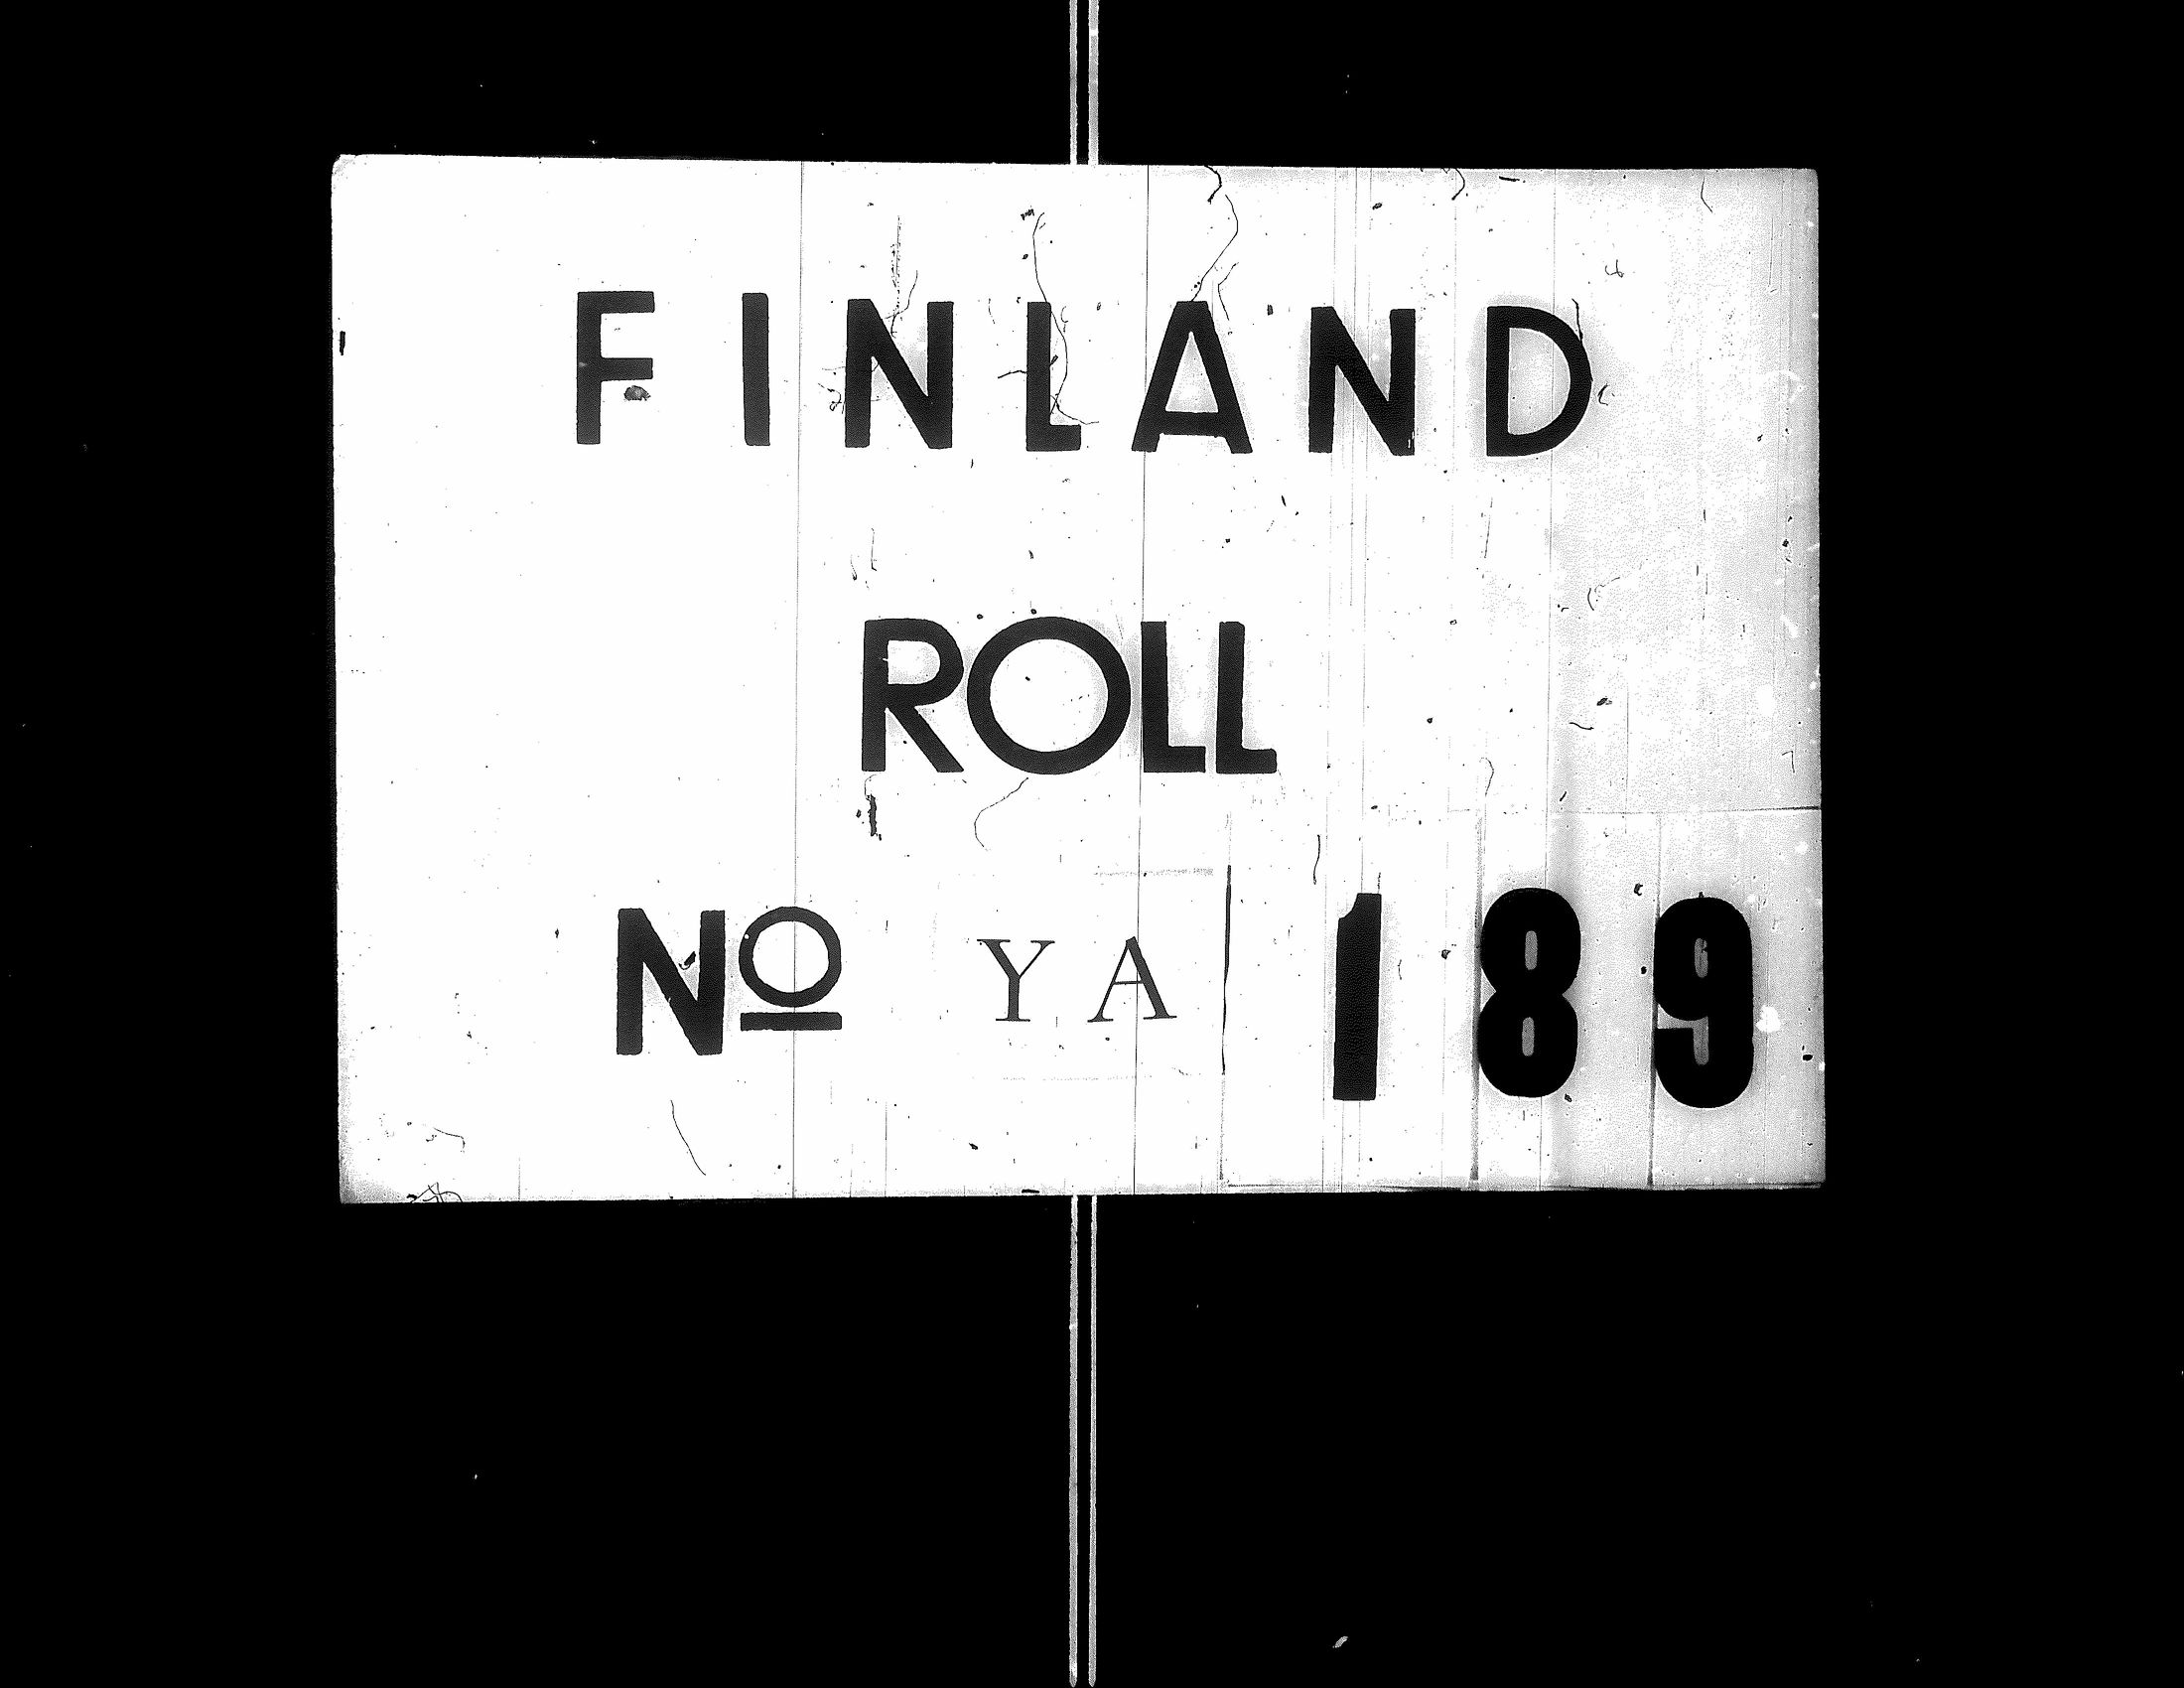 FINLAND
ROLL
Nº YA 189